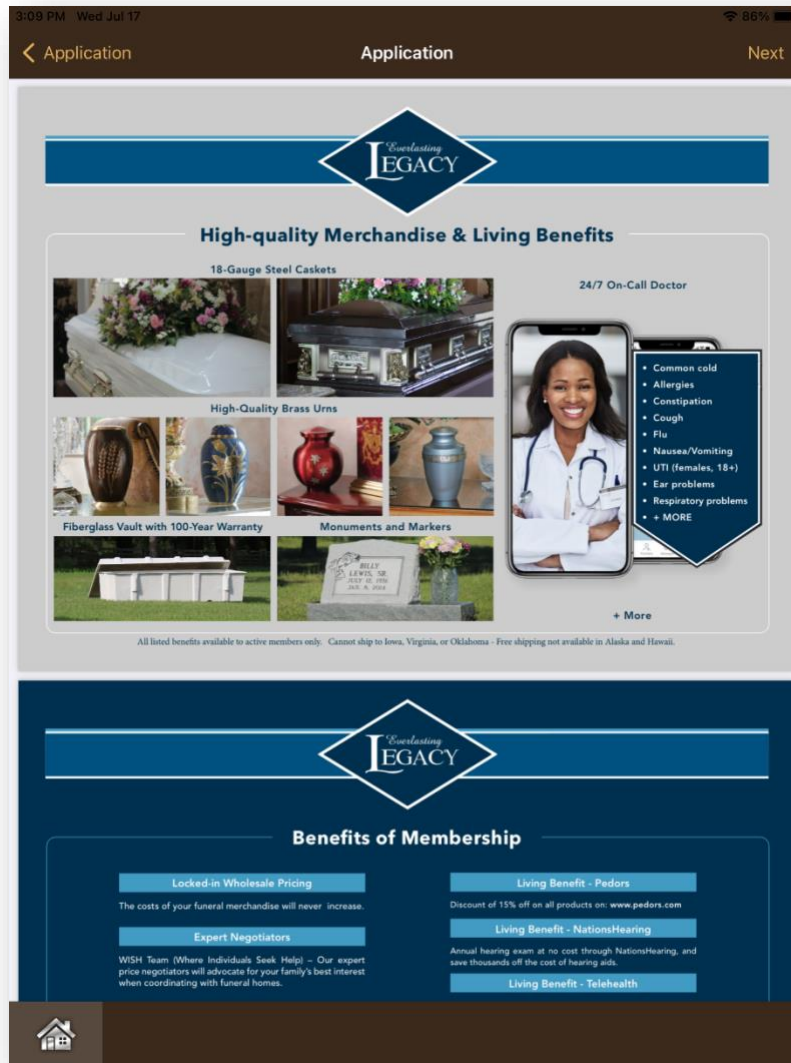 3:09 PM Wed Jul 17
86%
Application
Application
Next
Everlasting
LEGACY
High-quality Merchandise & Living Benefits
18-Gauge Steel Caskets
24/7 On-Call Doctor
• Common cold
• Allergies
• Constipation
• Cough
• Flu
• Nausea/Vomiting
• UTI (females, 18+)
• Ear problems
• Respiratory problems
• + MORE
High-Quality Brass Urns
Fiberglass Vault with 100-Year Warranty
Monuments and Markers
BILLY
LEWIS, SR.
+ More
All listed benefits available to active members only. Cannot ship to Iowa, Virginia, or Oklahoma - Free shipping not available in Alaska and Hawaii.
Everlasting
LEGACY
Benefits of Membership
Locked-in Wholesale Pricing
The costs of your funeral merchandise will never increase.
Expert Negotiators
WISH Team (Where Individuals Seek Help) – Our expert
price negotiators will advocate for your family's best interest
when coordinating with funeral homes.
Living Benefit - Pedors
Discount of 15% off on all products on: www.pedors.com
Living Benefit - NationsHearing
Annual hearing exam at no cost through NationsHearing, and
save thousands off the cost of hearing aids.
Living Benefit - Telehealth